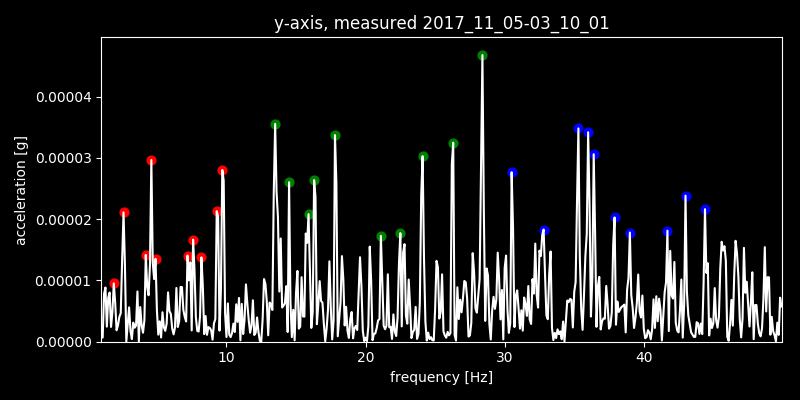 y-axis, measured 2017_11_05-03_10_01
acceleration [g]
0.00004
0.00003
0.00002
0.00001
0.00000
10 20 30 40
frequency [Hz]